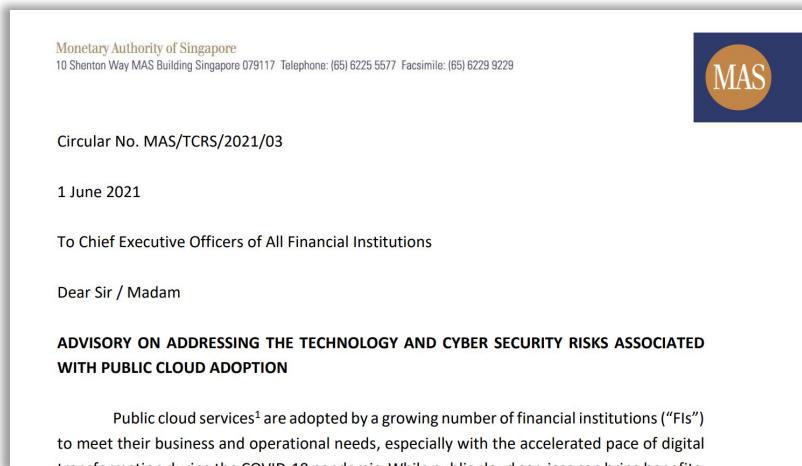 Monetary Authority of Singapore
10 Shenton Way MAS Building Singapore 079117 Telephone: (65) 6225 5577 Facsimile: (65) 6229 9229
MAS
Circular No. MAS/TCRS/2021/03
1 June 2021
To Chief Executive Officers of All Financial Institutions
Dear Sir / Madam
ADVISORY ON ADDRESSING THE TECHNOLOGY AND CYBER SECURITY RISKS ASSOCIATED
WITH PUBLIC CLOUD ADOPTION
Public cloud services¹ are adopted by a growing number of financial institutions (“FIs”)
to meet their business and operational needs, especially with the accelerated pace of digital